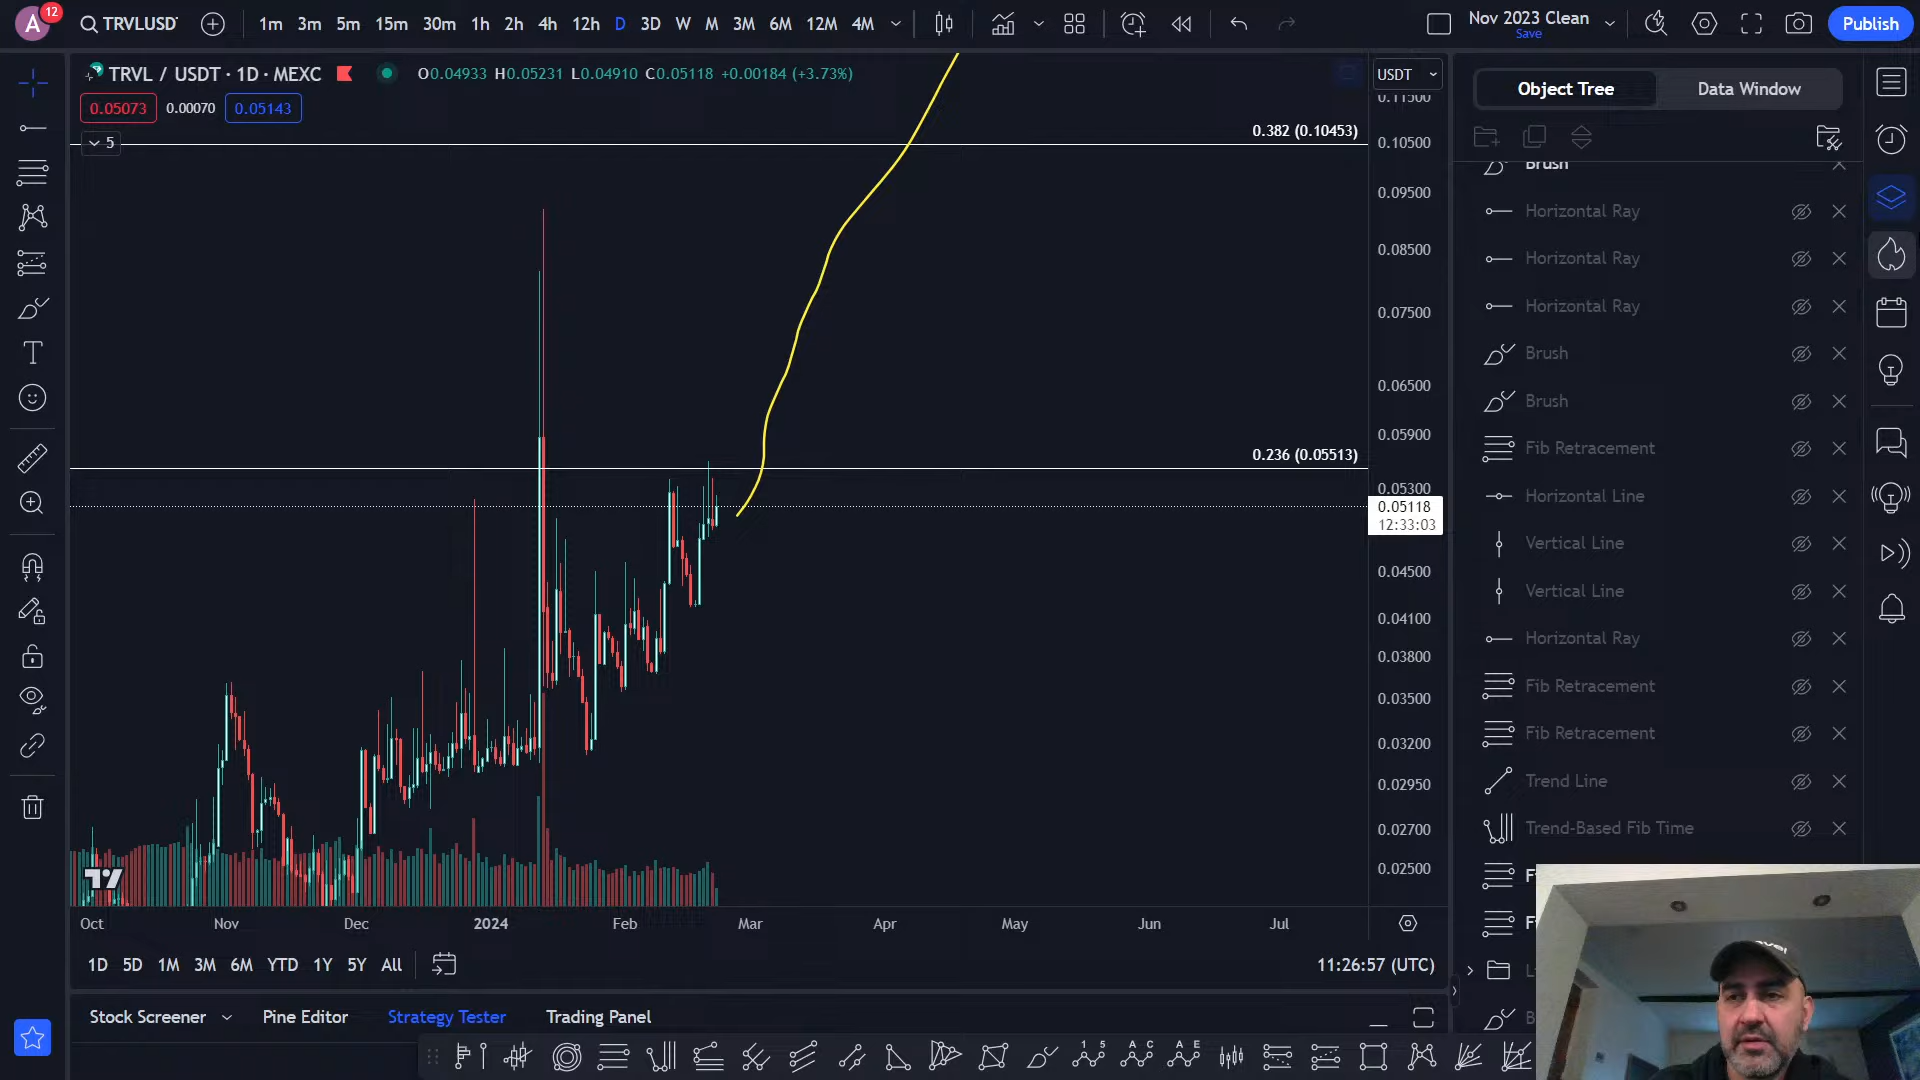 A
12
TRVLUSDT
1m 3m 5m 15m 30m 1h 2h 4h 12h D 3D W M 3M 6M 12M 4M
Nov 2023 Clean
Save
Publish
TRVL / USDT · 1D · MEXC
O0.04933 H0.05231 L0.04910 C0.05118 +0.00184 (+3.73%)
0.05073 0.00070 0.05143
5
USDT
0.11500
0.382 (0.10453)
0.10500
0.09500
0.08500
0.07500
0.06500
0.05900
0.236 (0.05513)
0.05300
0.05118
12:33:03
0.04500
0.04100
0.03800
0.03500
0.03200
0.02950
0.02700
0.02500
Oct Nov Dec 2024 Feb Mar Apr May Jun Jul
1D 5D 1M 3M 6M YTD 1Y 5Y All
11:26:57 (UTC)
Stock Screener Pine Editor Strategy Tester Trading Panel
1 5 A C A E
Object Tree Data Window
Brush
Horizontal Ray
Horizontal Ray
Horizontal Ray
Brush
Brush
Fib Retracement
Horizontal Line
Vertical Line
Vertical Line
Horizontal Ray
Fib Retracement
Fib Retracement
Trend Line
Trend-Based Fib Time